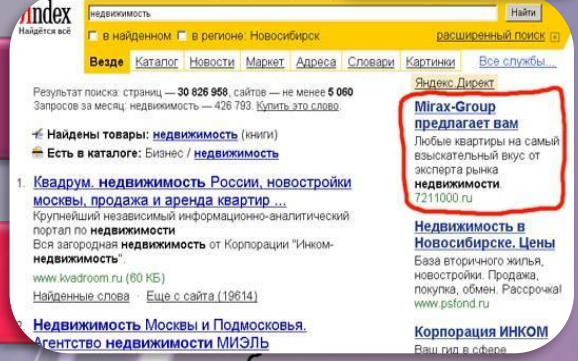 index
Найдётся всё
недвижимость
Найти
в найденном в регионе: Новосибирск
расширенный поиск
Везде Каталог Новости Маркет Адреса Словари Картинки Все службы...
Результат поиска: страниц — 30 826 958, сайтов — не менее 5 060
Запросов за месяц: недвижимость — 426 793. Купить это слово.
Найдены товары: недвижимость (книги)
Есть в каталоге: Бизнес / недвижимость
1. Квадрум. недвижимость России, новостройки
москвы, продажа и аренда квартир ...
Крупнейший независимый информационно-аналитический
портал по недвижимости
Вся загородная недвижимость от Корпорации "Инком-
недвижимость".
www.kvadroom.ru (60 КБ)
Найденные слова · Еще с сайта (19614)
2. Недвижимость Москвы и Подмосковья.
Агентство недвижимости МИЭЛЬ
Яндекс.Директ
Mirax-Group
предлагает вам
Любые квартиры на самый
взыскательный вкус от
эксперта рынка
недвижимости.
7211000.ru
Недвижимость в
Новосибирске. Цены
База вторичного жилья,
новостройки. Продажа,
покупка, обмен. Рассрочка!
www.psfond.ru
Корпорация ИНКОМ
Ваш гид в сфере